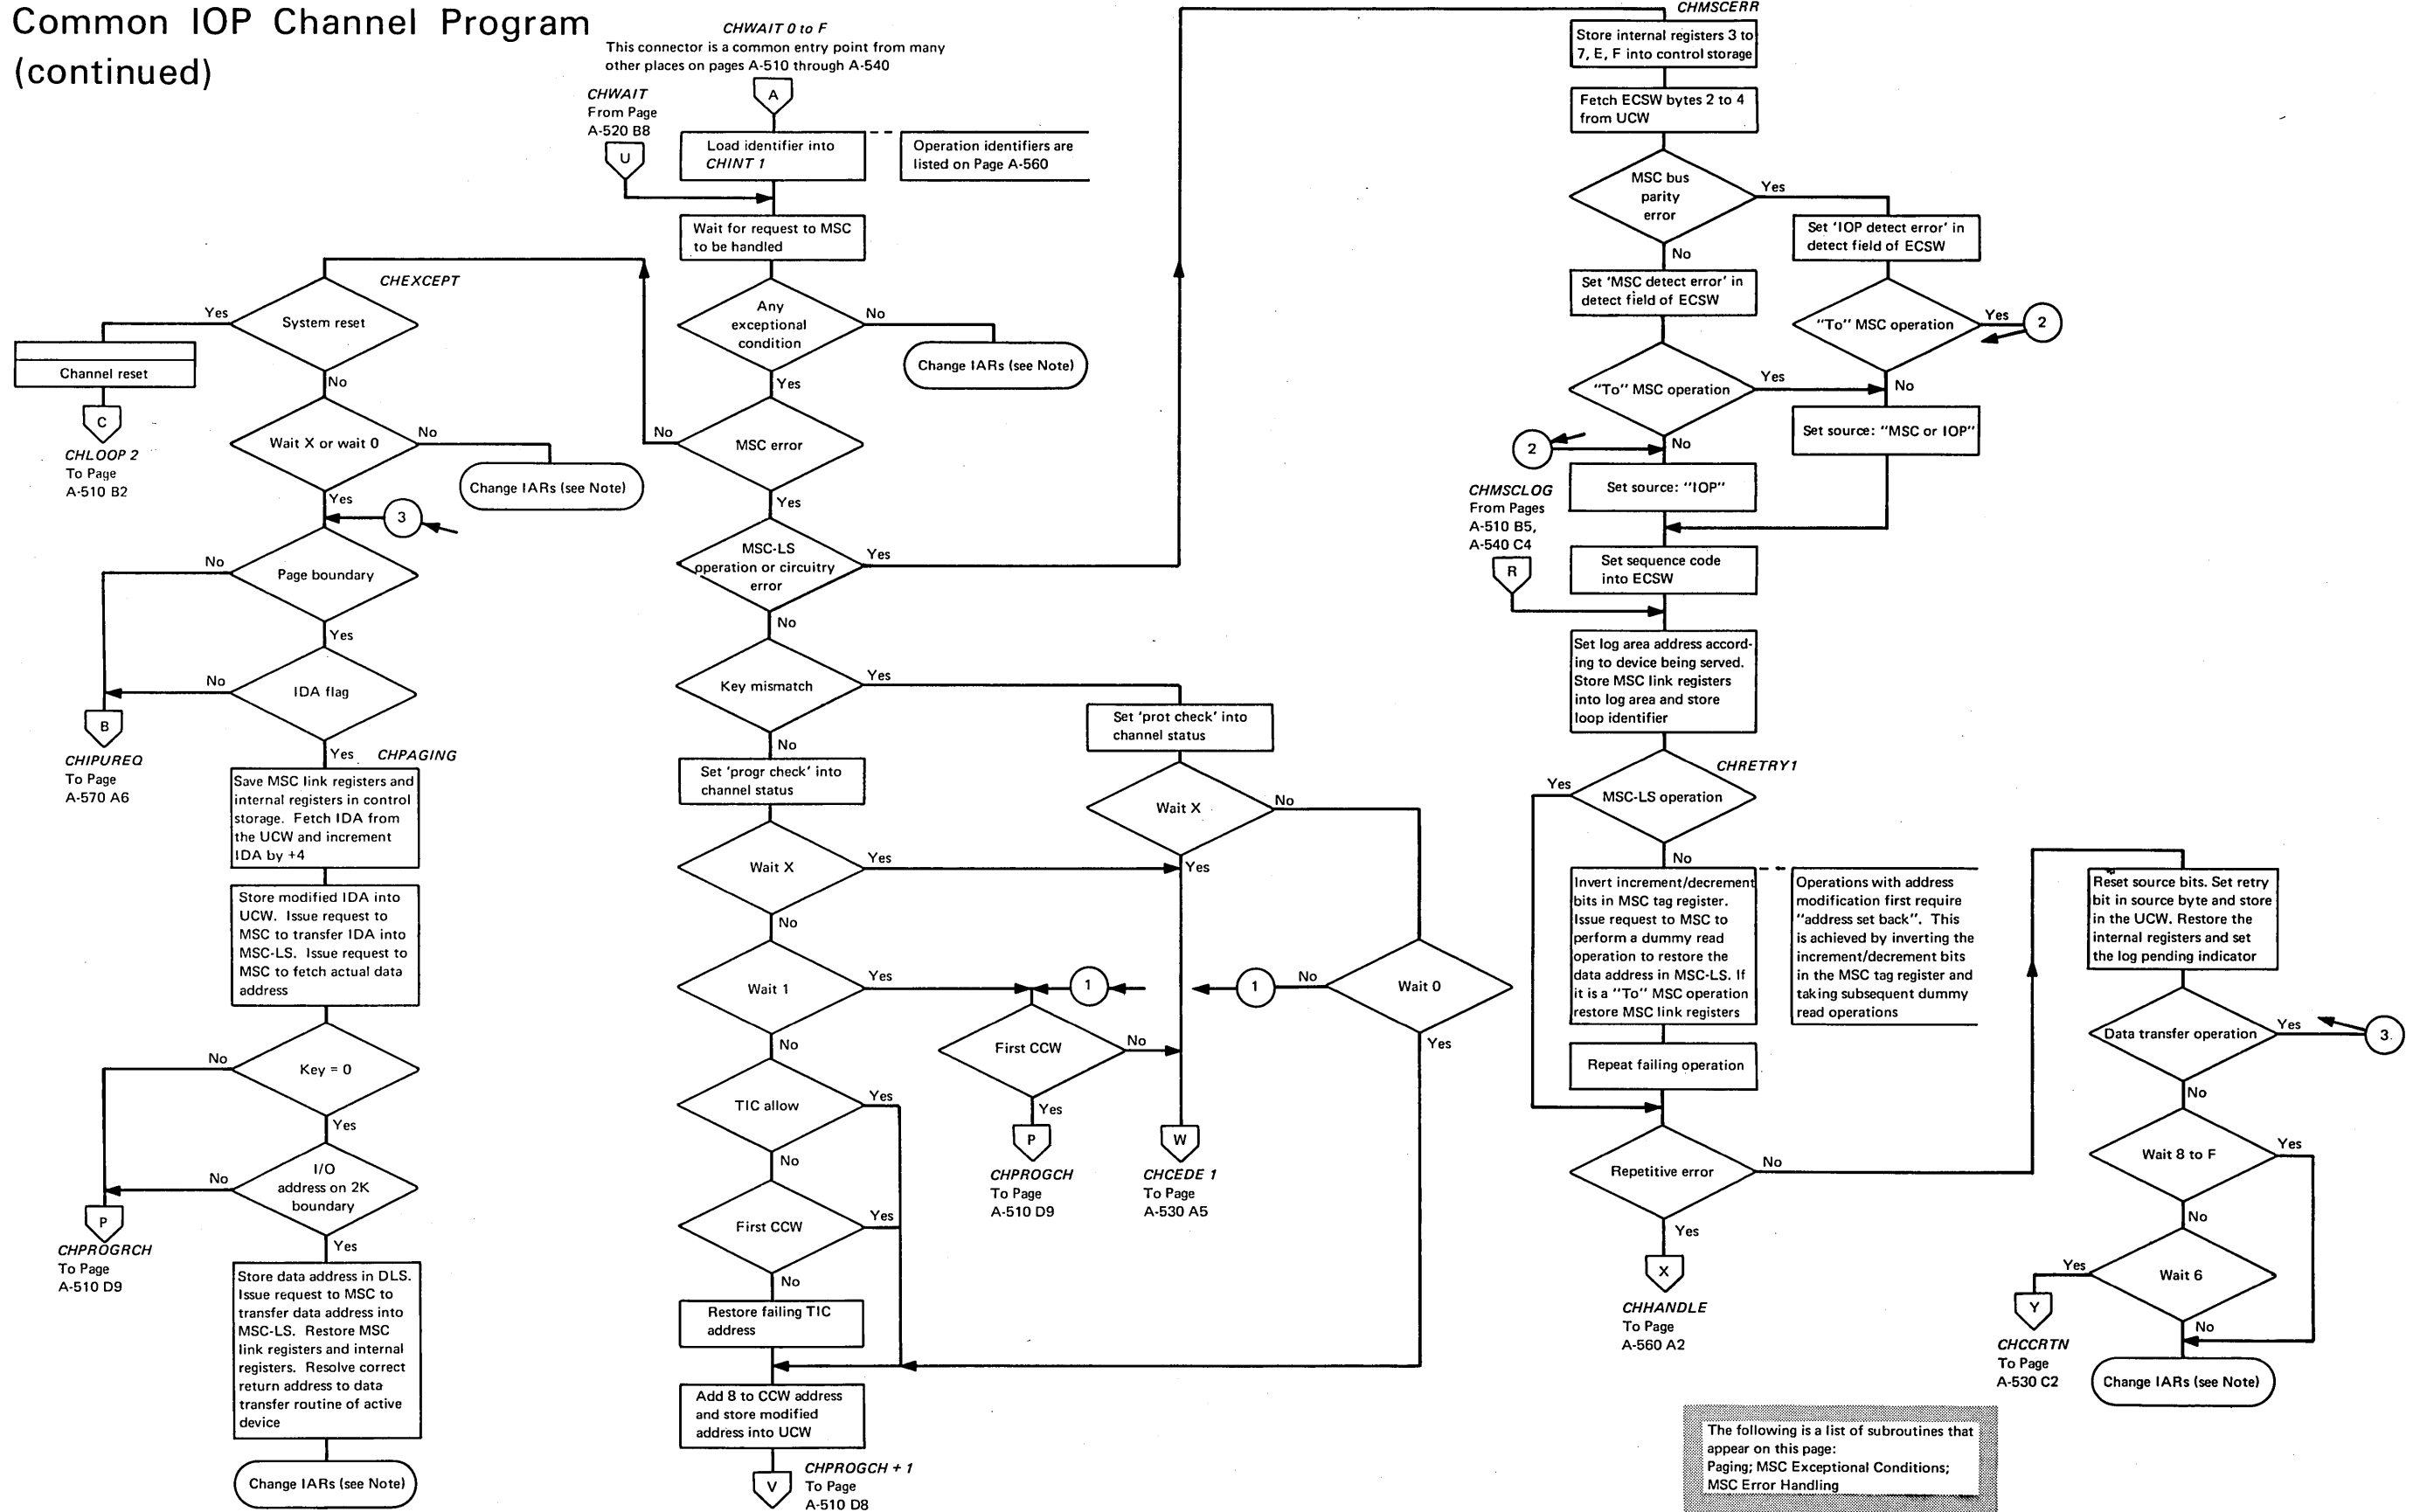 Common IOP Channel Program
(continued)
CHWAIT 0 to F
This connector is a common entry point from many
other places on pages A-510 through A-540
A
CHWAIT
From Page
A-520 B8
U
Load identifier into
CHINT 1
Operation identifiers are
listed on Page A-560
Wait for request to MSC
to be handled
Any
exceptional
condition
No
Change IARs (see Note)
Yes
MSC error
No
Yes
MSC-LS
operation or circuitry
error
Yes
No
Key mismatch
Yes
No
Set 'progr check' into
channel status
Wait X
Yes
No
Wait 1
Yes
No
TIC allow
Yes
No
First CCW
Yes
No
Restore failing TIC
address
Add 8 to CCW address
and store modified
address into UCW
V
CHPROGCH + 1
To Page
A-510 D8
CHEXCEPT
System reset
Yes
Channel reset
C
CHLOOP 2
To Page
A-510 B2
No
Wait X or wait 0
No
Change IARs (see Note)
Yes
3
Page boundary
No
Yes
IDA flag
No
B
CHIPUREQ
To Page
A-570 A6
Yes
CHPAGING
Save MSC link registers and
internal registers in control
storage. Fetch IDA from
the UCW and increment
IDA by +4
Store modified IDA into
UCW. Issue request to
MSC to transfer IDA into
MSC-LS. Issue request to
MSC to fetch actual data
address
Key = 0
No
Yes
I/O
address on 2K
boundary
No
P
CHPROGRCH
To Page
A-510 D9
Yes
Store data address in DLS.
Issue request to MSC to
transfer data address into
MSC-LS. Restore MSC
link registers and internal
registers. Resolve correct
return address to data
transfer routine of active
device
Change IARs (see Note)
Set 'prot check' into
channel status
Wait X
No
Yes
1
1
No
Wait 0
Yes
First CCW
No
Yes
P
CHPROGCH
To Page
A-510 D9
W
CHCEDE 1
To Page
A-530 A5
CHMSCERR
Store internal registers 3 to
7, E, F into control storage
Fetch ECSW bytes 2 to 4
from UCW
MSC bus
parity
error
Yes
No
Set 'IOP detect error' in
detect field of ECSW
Set 'MSC detect error' in
detect field of ECSW
"To" MSC operation
Yes
2
No
"To" MSC operation
Yes
No
2
Set source: "MSC or IOP"
Set source: "IOP"
CHMSCLOG
From Pages
A-510 B5,
A-540 C4
R
Set sequence code
into ECSW
Set log area address accord-
ing to device being served.
Store MSC link registers
into log area and store
loop identifier
CHRETRY1
MSC-LS operation
Yes
No
Invert increment/decrement
bits in MSC tag register.
Issue request to MSC to
perform a dummy read
operation to restore the
data address in MSC-LS. If
it is a "To" MSC operation
restore MSC link registers
Operations with address
modification first require
"address set back". This
is achieved by inverting the
increment/decrement bits
in the MSC tag register and
taking subsequent dummy
read operations
Repeat failing operation
Repetitive error
No
Yes
X
CHHANDLE
To Page
A-560 A2
Reset source bits. Set retry
bit in source byte and store
in the UCW. Restore the
internal registers and set
the log pending indicator
Data transfer operation
Yes
3
No
Wait 8 to F
Yes
No
Wait 6
Yes
Y
CHCCRTN
To Page
A-530 C2
No
Change IARs (see Note)
The following is a list of subroutines that
appear on this page:
Paging; MSC Exceptional Conditions;
MSC Error Handling